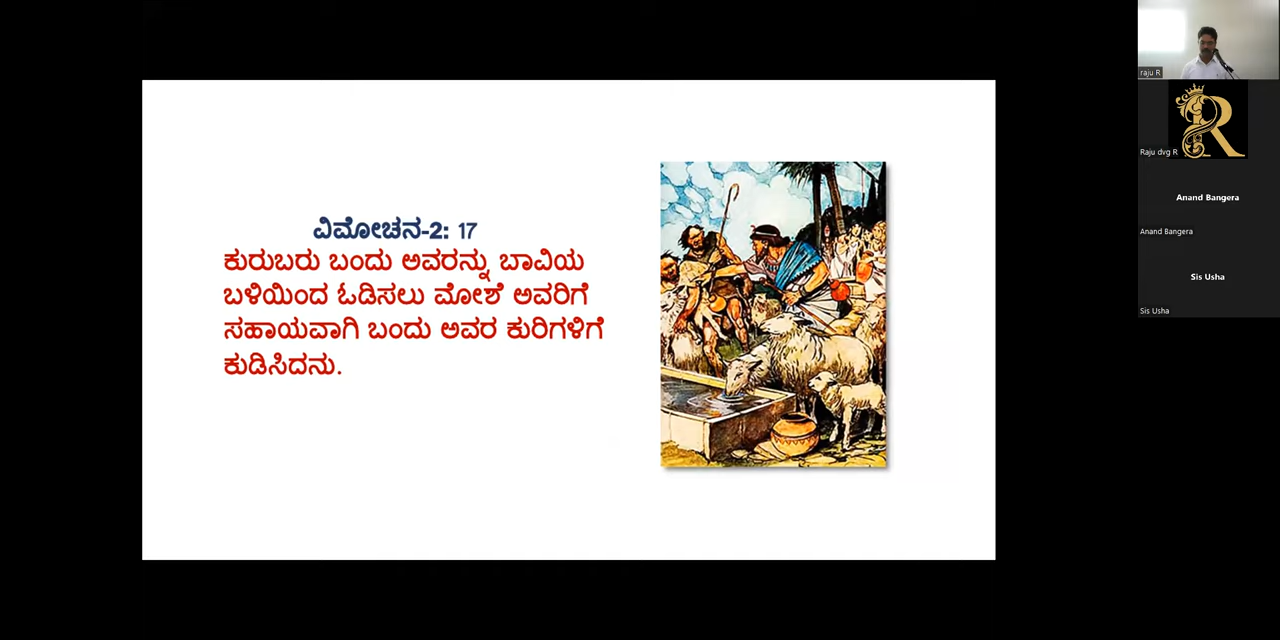 ವಿಮೋಚನ-2: 17
ಕುರುಬರು ಬಂದು ಅವರನ್ನು ಬಾವಿಯ
ಬಳಿಯಿಂದ ಓಡಿಸಲು ಮೋಶೆ ಅವರಿಗೆ
ಸಹಾಯವಾಗಿ ಬಂದು ಅವರ ಕುರಿಗಳಿಗೆ
ಕುಡಿಸಿದನು.
raju R
R
Raju dvg R
Anand Bangera
Anand Bangera
Sis Usha
Sis Usha